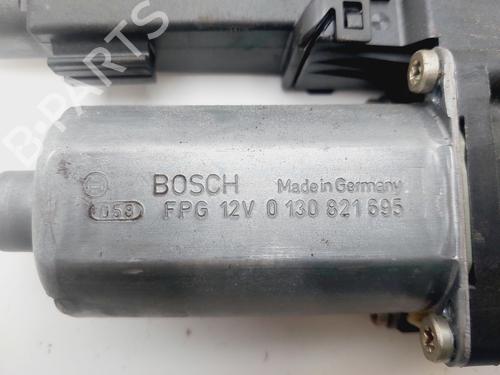 BOSCH Made in Germany
058 FPG 12V 0 130 821 695
B-PARTS